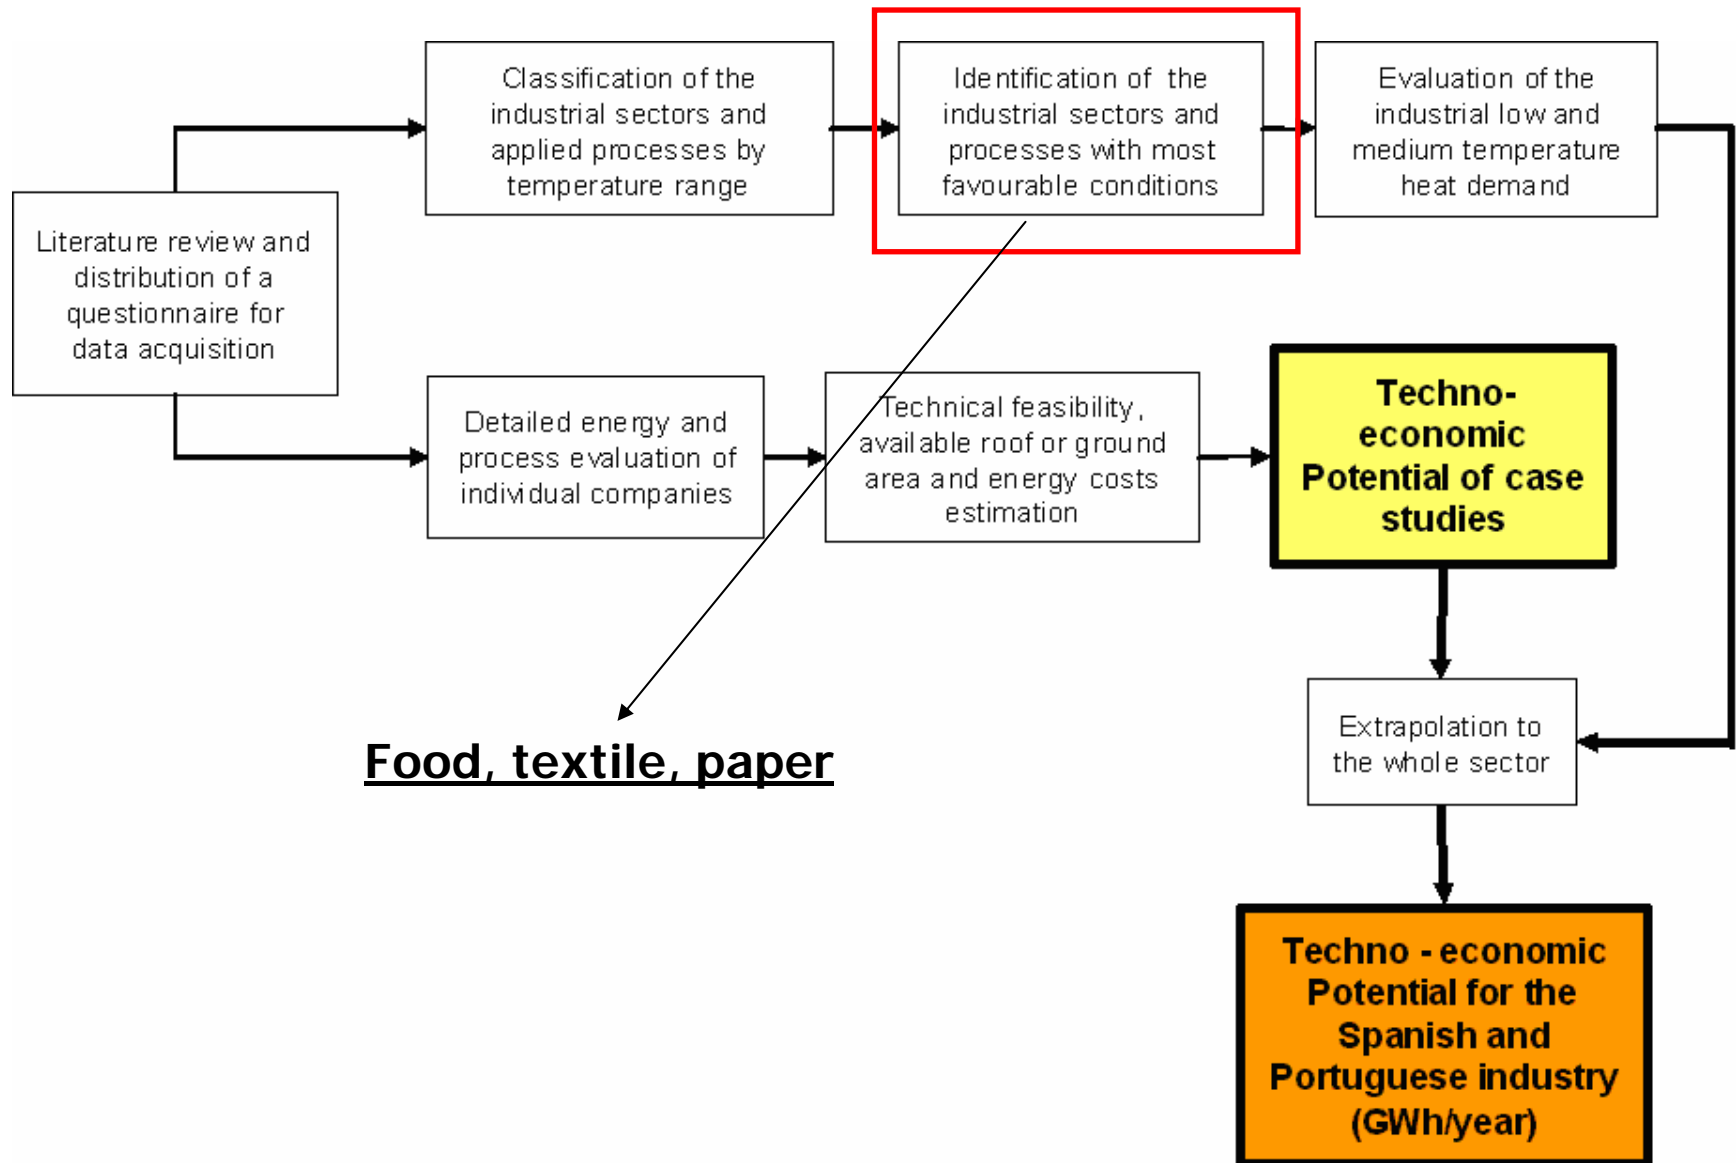 Classification of the
industrial sectors and
applied processes by
temperature range
Identification of the
industrial sectors and
processes with most
favourable conditions
Evaluation of the
industrial low and
medium temperature
heat demand
Literature review and
distribution of a
questionnaire for
data acquisition
Detailed energy and
process evaluation of
individual companies
Technical feasibility,
available roof or ground
area and energy costs
estimation
Techno-
economic
Potential of case
studies
Food, textile, paper
Extrapolation to
the whole sector
Techno - economic
Potential for the
Spanish and
Portuguese industry
(GWh/year)